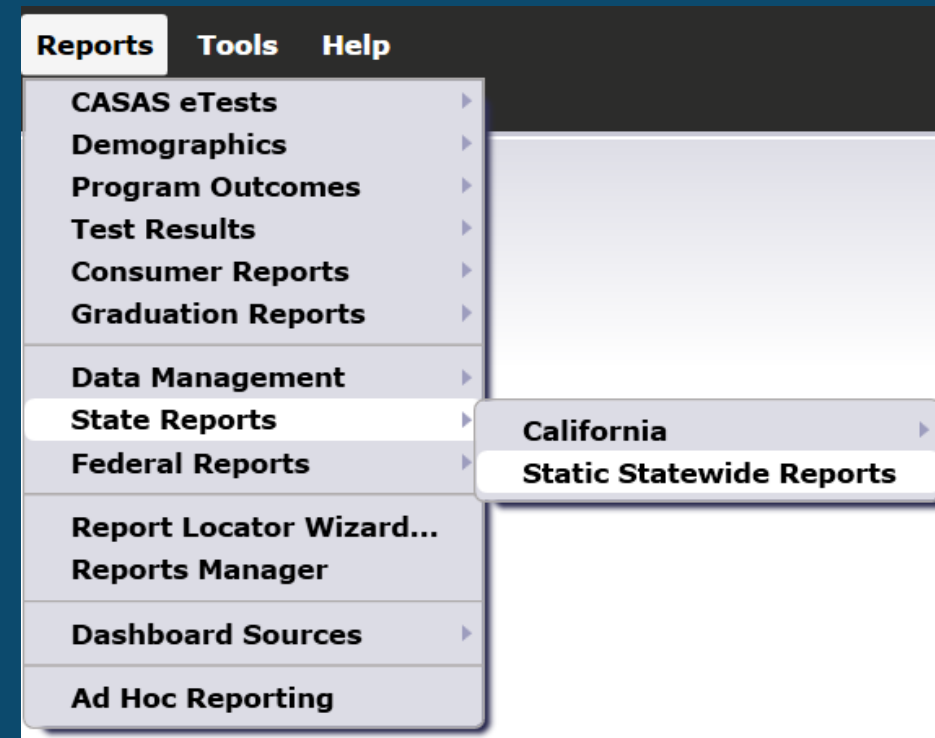 Reports Tools Help
CASAS eTests
Demographics
Program Outcomes
Test Results
Consumer Reports
Graduation Reports
Data Management
State Reports
Federal Reports
California
Static Statewide Reports
Report Locator Wizard...
Reports Manager
Dashboard Sources
Ad Hoc Reporting